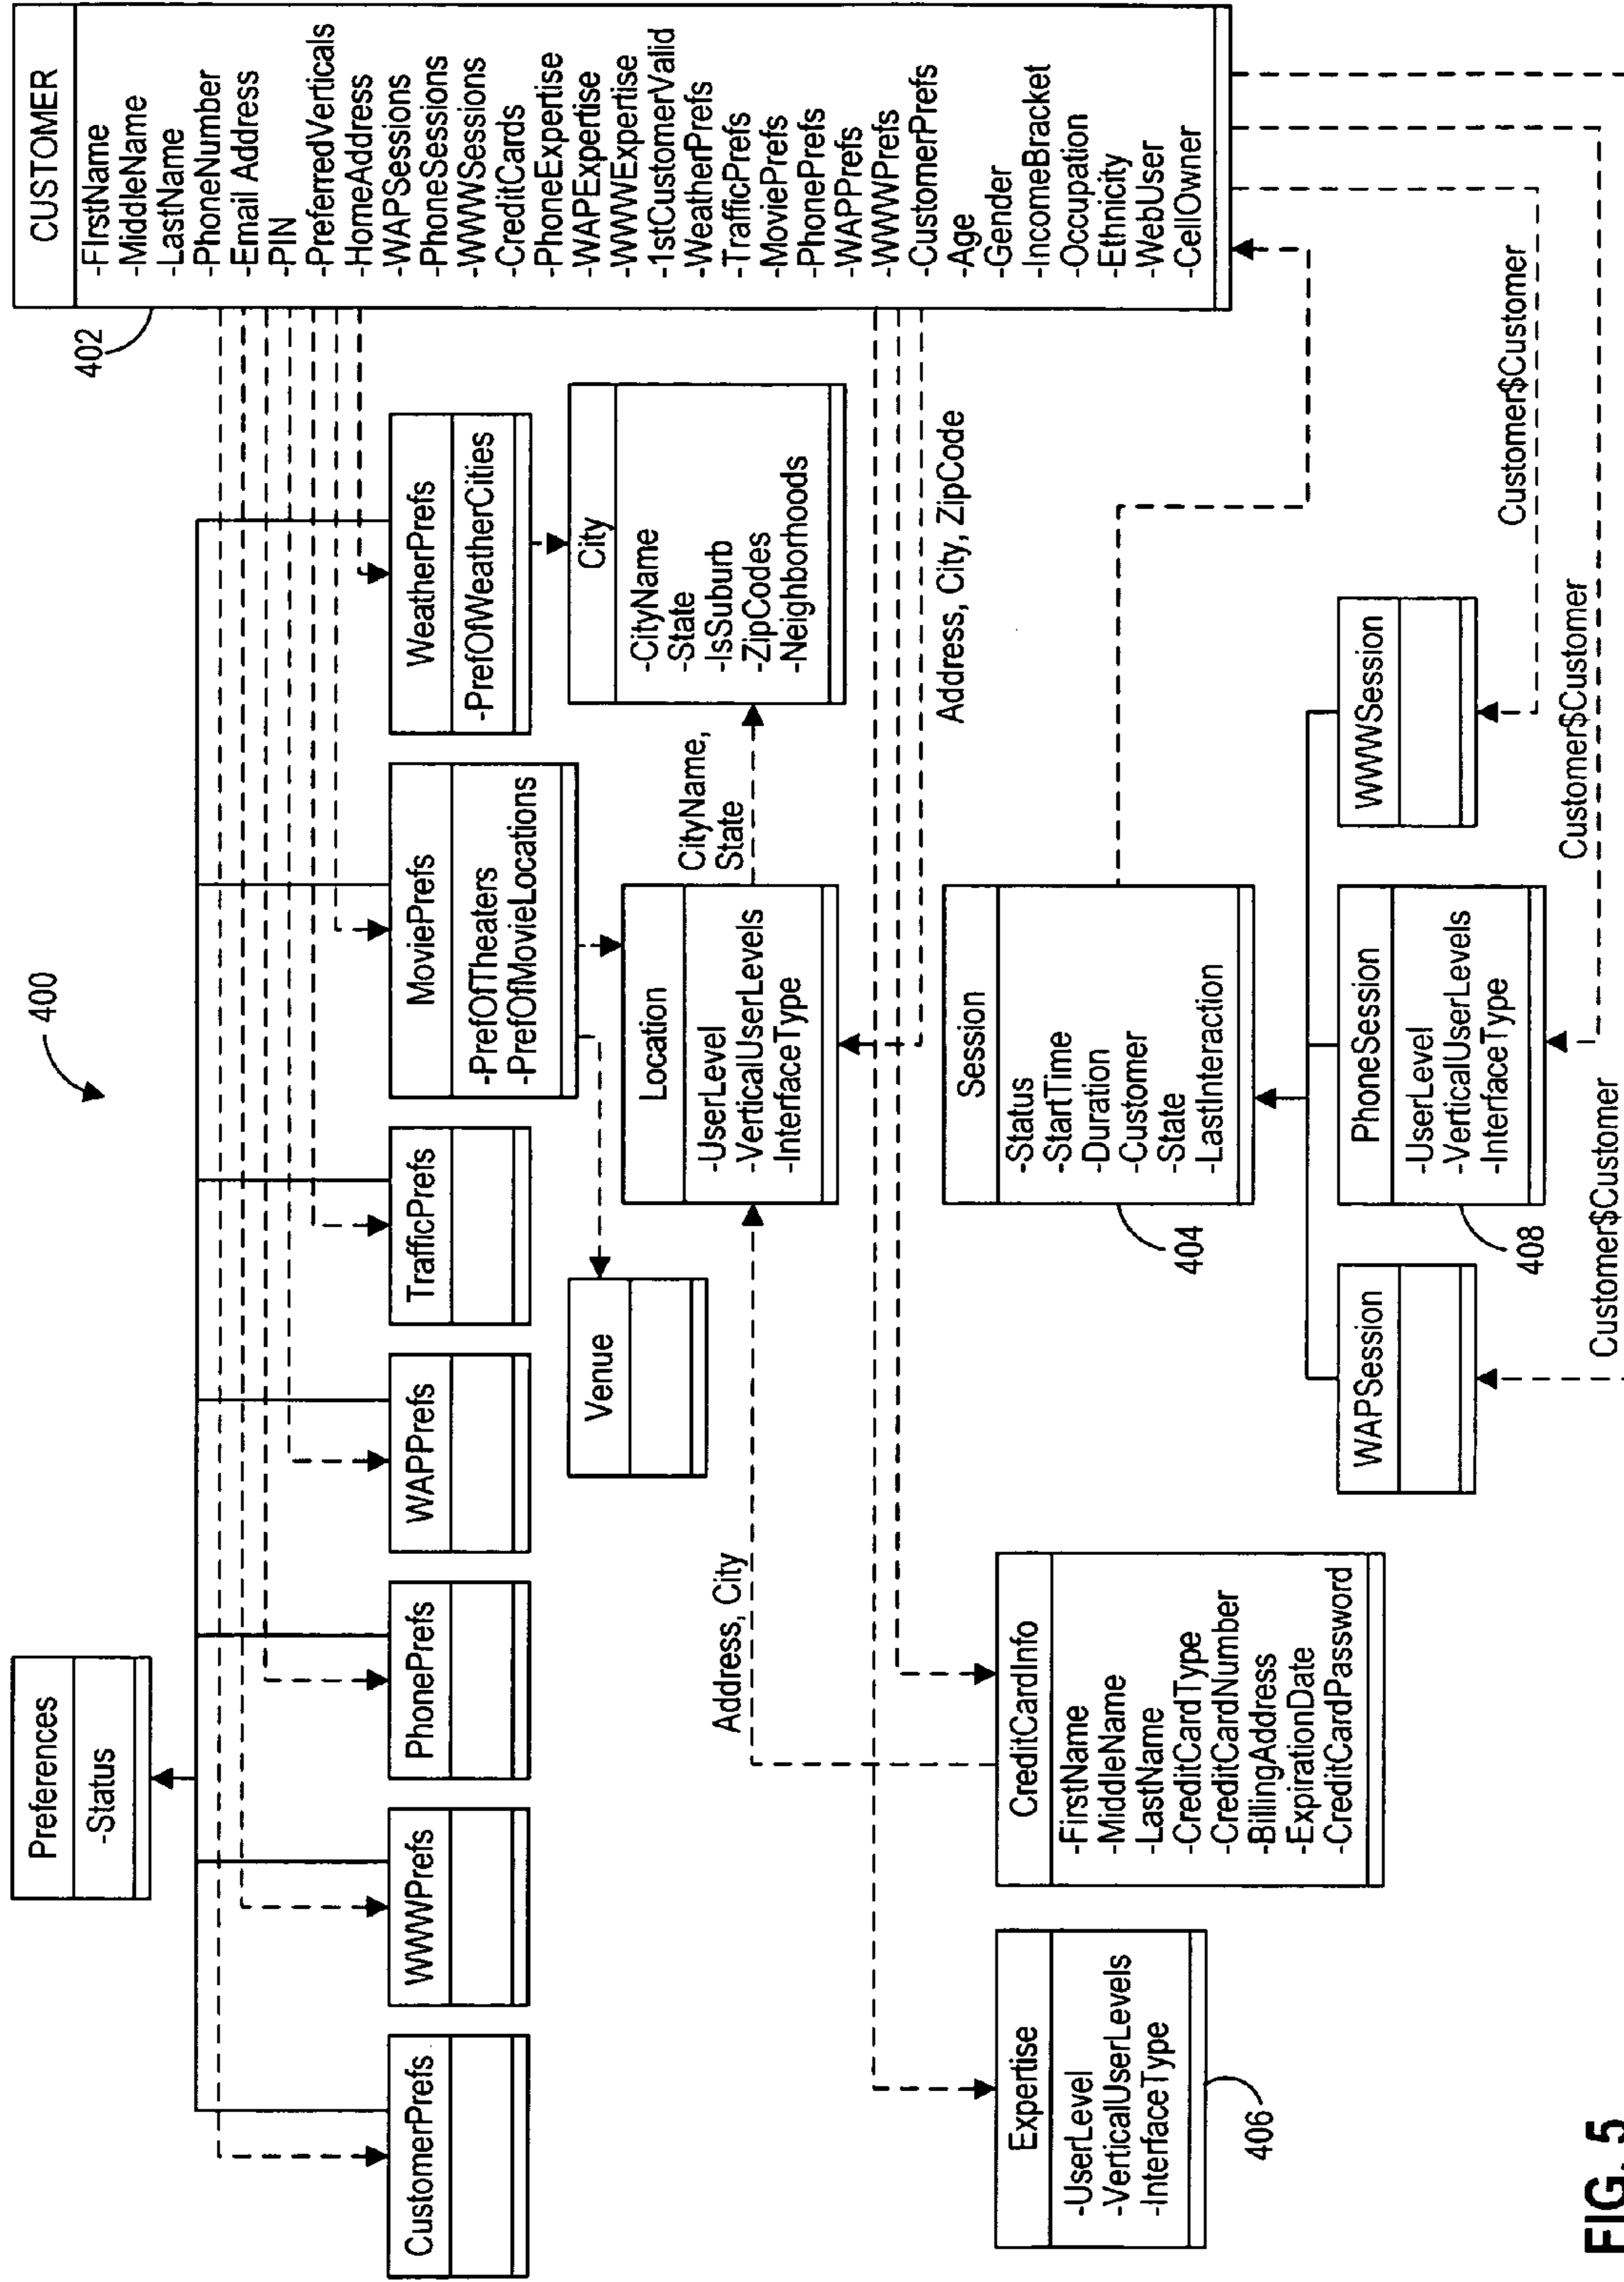 400
Preferences
-Status
CustomerPrefs
WWWPrefs
PhonePrefs
WAPPrefs
TrafficPrefs
MoviePrefs
-PrefOfTheaters
-PrefOfMovieLocations
WeatherPrefs
-PrefOfWeatherCities
402
CUSTOMER
-FIrstName
-MiddleName
-LastName
-PhoneNumber
-Email Address
-PIN
-PreferredVerticals
-HomeAddress
-WAPSessions
-PhoneSessions
-WWWSessions
-CreditCards
-PhoneExpertise
-WAPExpertise
-WWWExpertise
-1stCustomerValid
-WeatherPrefs
-TrafficPrefs
-MoviePrefs
-PhonePrefs
-WAPPrefs
-WWWPrefs
-CustomerPrefs
-Age
-Gender
-IncomeBracket
-Occupation
-Ethnicity
-WebUser
-CellOwner
Venue
Location
-UserLevel
-VerticalUserLevels
-InterfaceType
CityName,
State
City
-CityName
-State
-IsSuburb
-ZipCodes
-Neighborhoods
Address, City
Address, City, ZipCode
Expertise
-UserLevel
-VerticalUserLevels
-InterfaceType
406
CreditCardInfo
-FirstName
-MiddleName
-LastName
-CreditCardType
-CreditCardNumber
-BillingAddress
-ExpirationDate
-CreditCardPassword
Session
-Status
-StartTime
-Duration
-Customer
-State
-LastInteraction
404
WAPSession
PhoneSession
-UserLevel
-VerticalUserLevels
-InterfaceType
408
WWWSession
Customer$Customer
Customer$Customer
Customer$Customer
FIG. 5